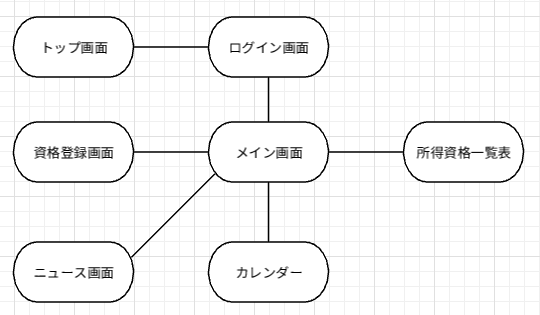 トップ画面
ログイン画面
資格登録画面
メイン画面
所得資格一覧表
ニュース画面
カレンダー